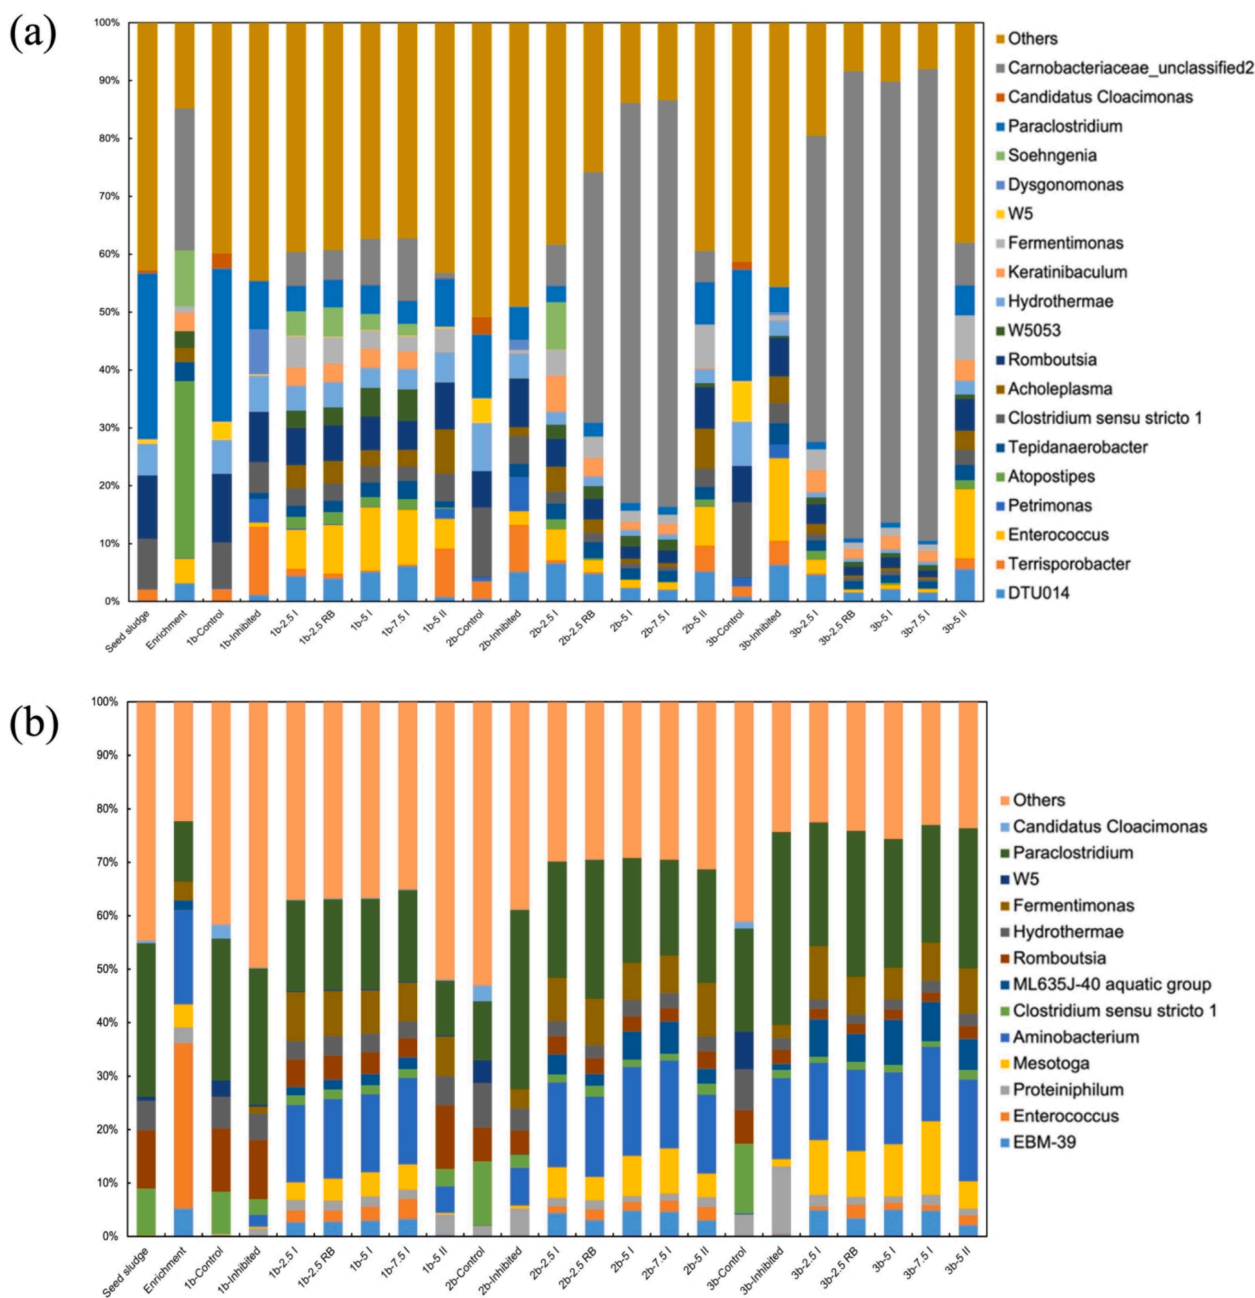 (a)
100%
90%
80%
70%
60%
50%
40%
30%
20%
10%
0%
Seed sludge
Enrichment
1b-Control
1b-Inhibited
1b-2.5 I
1b-2.5 RB
1b-5 I
1b-7.5 I
1b-5 II
2b-Control
2b-Inhibited
2b-2.5 I
2b-2.5 RB
2b-5 I
2b-7.5 I
2b-5 II
3b-Control
3b-Inhibited
3b-2.5 I
3b-2.5 RB
3b-5 I
3b-7.5 I
3b-5 II
Others
Carnobacteriaceae_unclassified2
Candidatus Cloacimonas
Paraclostridium
Soehngenia
Dysgonomonas
W5
Fermentimonas
Keratinibaculum
Hydrothermae
W5053
Romboutsia
Acholeplasma
Clostridium sensu stricto 1
Tepidanaerobacter
Atopostipes
Petrimonas
Enterococcus
Terrisporobacter
DTU014
(b)
100%
90%
80%
70%
60%
50%
40%
30%
20%
10%
0%
Seed sludge
Enrichment
1b-Control
1b-Inhibited
1b-2.5 I
1b-2.5 RB
1b-5 I
1b-7.5 I
1b-5 II
2b-Control
2b-Inhibited
2b-2.5 I
2b-2.5 RB
2b-5 I
2b-7.5 I
2b-5 II
3b-Control
3b-Inhibited
3b-2.5 I
3b-2.5 RB
3b-5 I
3b-7.5 I
3b-5 II
Others
Candidatus Cloacimonas
Paraclostridium
W5
Fermentimonas
Hydrothermae
Romboutsia
ML635J-40 aquatic group
Clostridium sensu stricto 1
Aminobacterium
Mesotoga
Proteiniphilum
Enterococcus
EBM-39